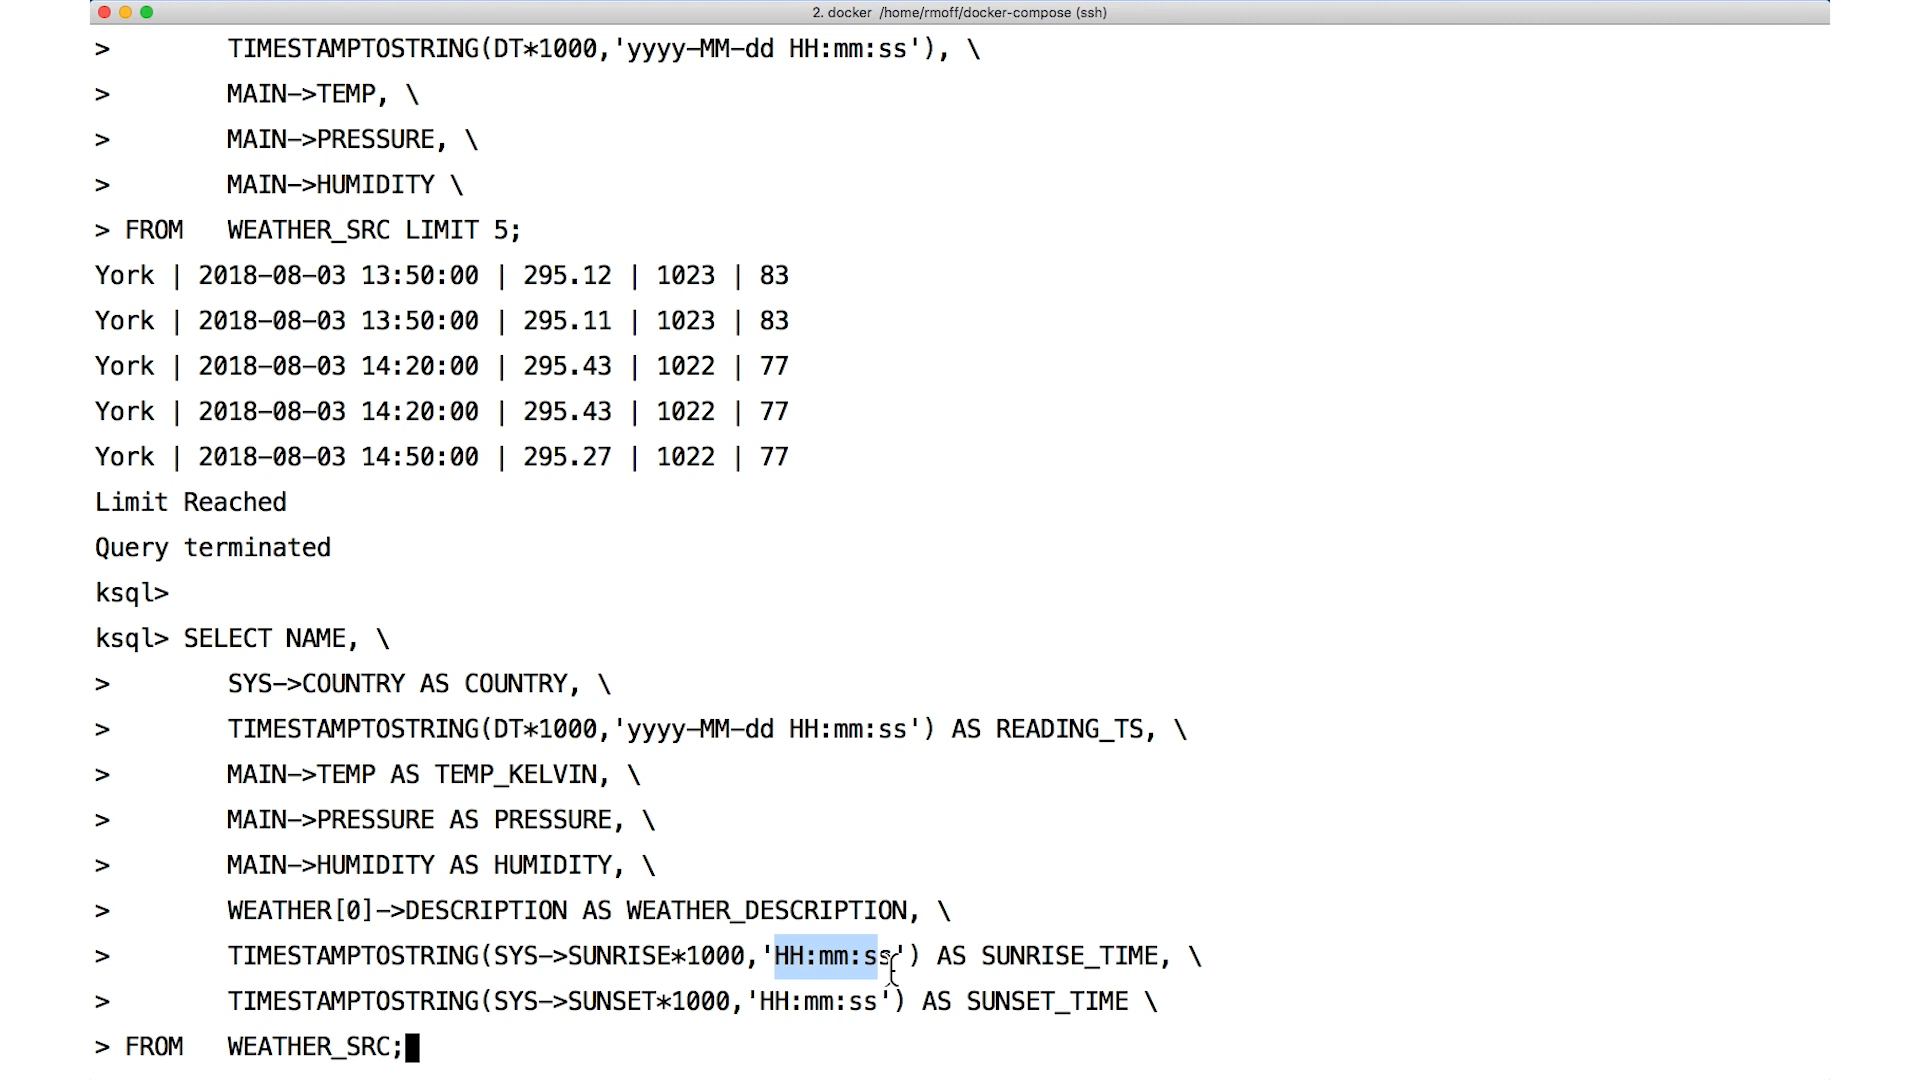 2. docker /home/rmoff/docker-compose (ssh)
>        TIMESTAMPTOSTRING(DT*1000,'yyyy-MM-dd HH:mm:ss'), \
>        MAIN->TEMP, \
>        MAIN->PRESSURE, \
>        MAIN->HUMIDITY \
> FROM   WEATHER_SRC LIMIT 5;
York | 2018-08-03 13:50:00 | 295.12 | 1023 | 83
York | 2018-08-03 13:50:00 | 295.11 | 1023 | 83
York | 2018-08-03 14:20:00 | 295.43 | 1022 | 77
York | 2018-08-03 14:20:00 | 295.43 | 1022 | 77
York | 2018-08-03 14:50:00 | 295.27 | 1022 | 77
Limit Reached
Query terminated
ksql>
ksql> SELECT NAME, \
>        SYS->COUNTRY AS COUNTRY, \
>        TIMESTAMPTOSTRING(DT*1000,'yyyy-MM-dd HH:mm:ss') AS READING_TS, \
>        MAIN->TEMP AS TEMP_KELVIN, \
>        MAIN->PRESSURE AS PRESSURE, \
>        MAIN->HUMIDITY AS HUMIDITY, \
>        WEATHER[0]->DESCRIPTION AS WEATHER_DESCRIPTION, \
>        TIMESTAMPTOSTRING(SYS->SUNRISE*1000,'HH:mm:ss') AS SUNRISE_TIME, \
>        TIMESTAMPTOSTRING(SYS->SUNSET*1000,'HH:mm:ss') AS SUNSET_TIME \
> FROM   WEATHER_SRC;